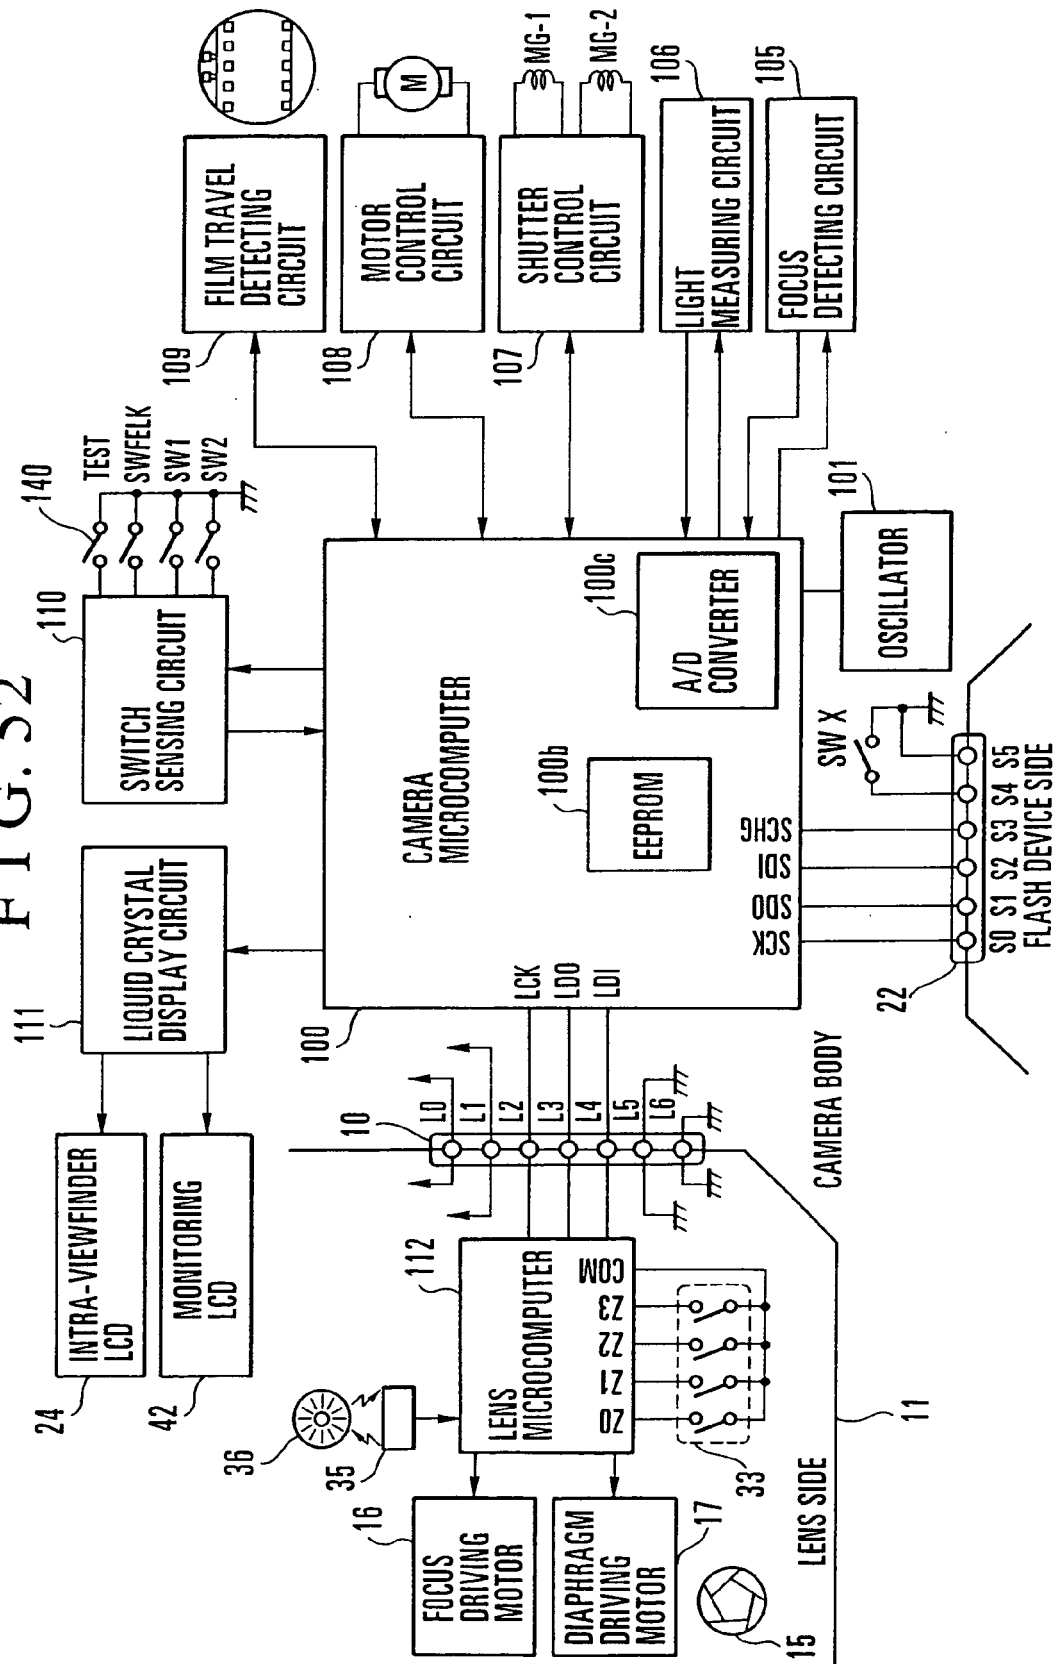 FIG. 32
24
INTRA-VIEWFINDER
LCD
42
MONITORING
LCD
111
LIQUID CRYSTAL
DISPLAY CIRCUIT
110
SWITCH
SENSING CIRCUIT
140
TEST
SWFELK
SW1
SW2
109
FILM TRAVEL
DETECTING
CIRCUIT
108
MOTOR
CONTROL
CIRCUIT
M
107
SHUTTER
CONTROL
CIRCUIT
MG-1
MG-2
106
LIGHT
MEASURING CIRCUIT
105
FOCUS
DETECTING CIRCUIT
100
CAMERA
MICROCOMPUTER
100b
EEPROM
100c
A/D
CONVERTER
LCK
LDO
LDI
SCK
SDO
SDI
SCHG
101
OSCILLATOR
SW X
22
S0 S1 S2 S3 S4 S5
FLASH DEVICE SIDE
CAMERA BODY
10
L0
L1
L2
L3
L4
L5
L6
112
LENS
MICROCOMPUTER
Z0
Z1
Z2
Z3
COM
33
36
35
16
FOCUS
DRIVING
MOTOR
17
DIAPHRAGM
DRIVING
MOTOR
15
LENS SIDE
11